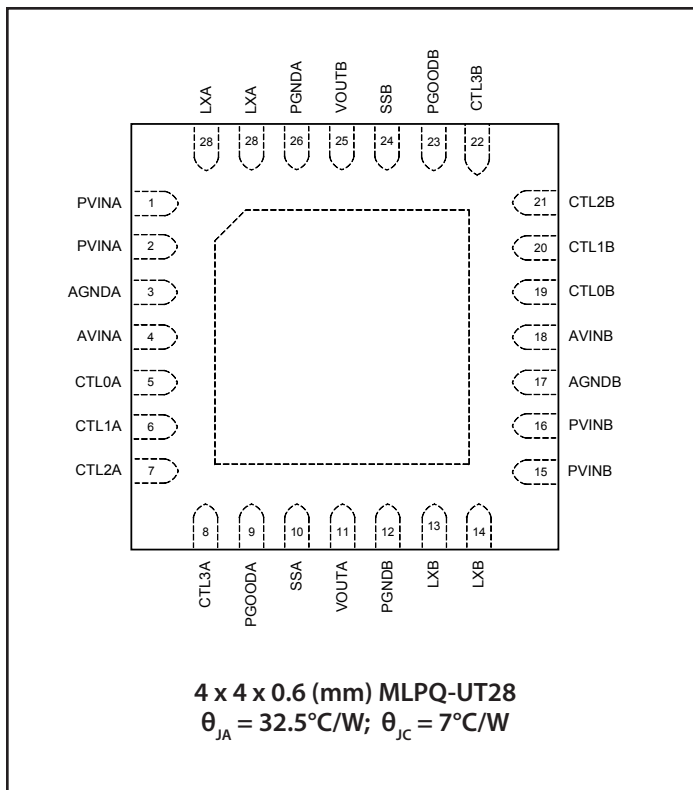 LXA
LXA
PGNDA
VOUTB
SSB
PGOODB
CTL3B
28
28
26
25
24
23
22
PVINA 1
PVINA 2
AGNDA 3
AVINA 4
CTL0A 5
CTL1A 6
CTL2A 7
21 CTL2B
20 CTL1B
19 CTL0B
18 AVINB
17 AGNDB
16 PVINB
15 PVINB
8
9
10
11
12
13
14
CTL3A
PGOODA
SSA
VOUTA
PGNDB
LXB
LXB
4 x 4 x 0.6 (mm) MLPQ-UT28
θJA = 32.5°C/W; θJC = 7°C/W